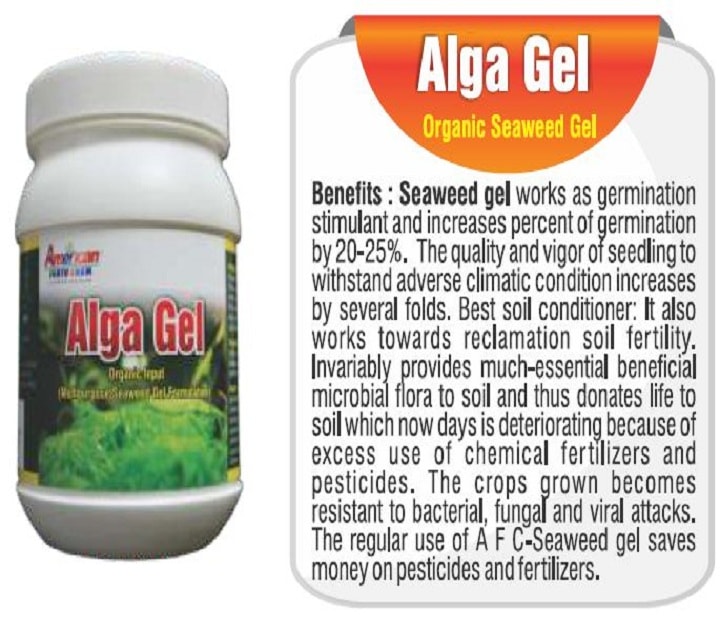 Alga Gel
Organic Seaweed Gel
Benefits : Seaweed gel works as germination
stimulant and increases percent of germination
by 20-25%. The quality and vigor of seedling to
withstand adverse climatic condition increases
by several folds. Best soil conditioner: It also
works towards reclamation soil fertility.
Invariably provides much-essential beneficial
microbial flora to soil and thus donates life to
soil which now days is deteriorating because of
excess use of chemical fertilizers and
pesticides. The crops grown becomes
resistant to bacterial, fungal and viral attacks.
The regular use of A F C-Seaweed gel saves
money on pesticides and fertilizers.
American
Alga Gel
Organic Input
(Multipurpose Seaweed Gel Formulation)